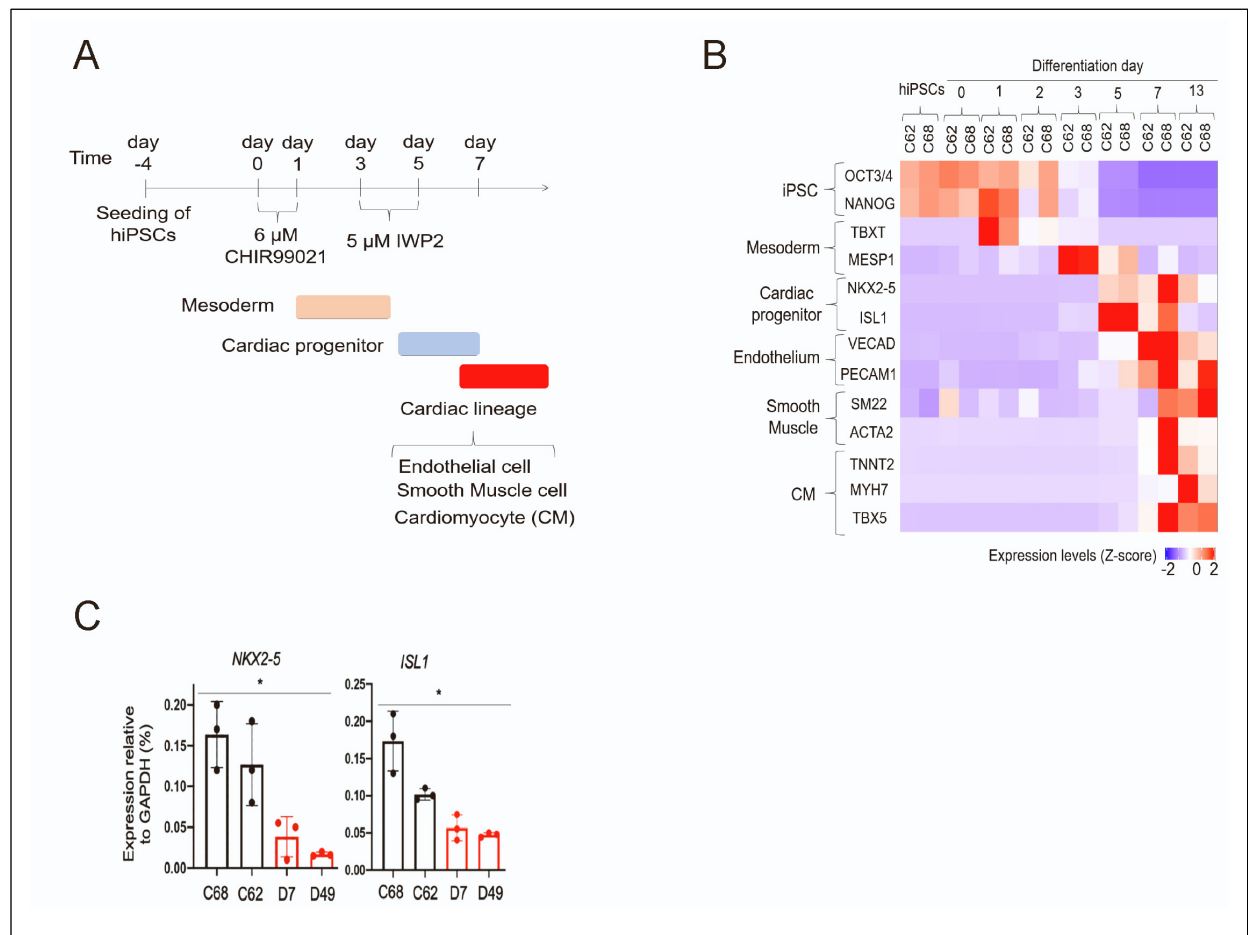 A
day day day day day day
Time -4 0 1 3 5 7
Seeding of
hiPSCs
6 µM
CHIR99021
5 µM IWP2
Mesoderm
Cardiac progenitor
Cardiac lineage
Endothelial cell
Smooth Muscle cell
Cardiomyocyte (CM)
B
Differentiation day
hiPSCs 0 1 2 3 5 7 13
C62 C68 C62 C68 C62 C68 C62 C68 C62 C68 C62 C68 C62 C68 C62 C68
iPSC
OCT3/4
NANOG
Mesoderm
TBXT
MESP1
Cardiac
progenitor
NKX2-5
ISL1
Endothelium
VECAD
PECAM1
Smooth
Muscle
SM22
ACTA2
CM
TNNT2
MYH7
TBX5
Expression levels (Z-score)
-2 0 2
C
Expression relative
to GAPDH (%)
NKX2-5
*
0.20
0.15
0.10
0.05
0.00
C68 C62 D7 D49
ISL1
*
0.25
0.20
0.15
0.10
0.05
0.00
C68 C62 D7 D49